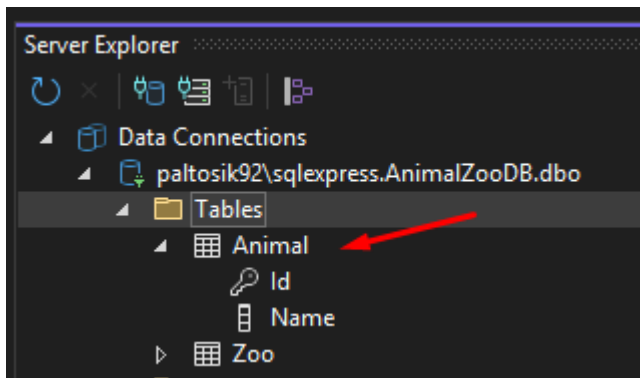 Server Explorer
Data Connections
paltosik92\sqlexpress.AnimalZooDB.dbo
Tables
Animal
Id
Name
Zoo